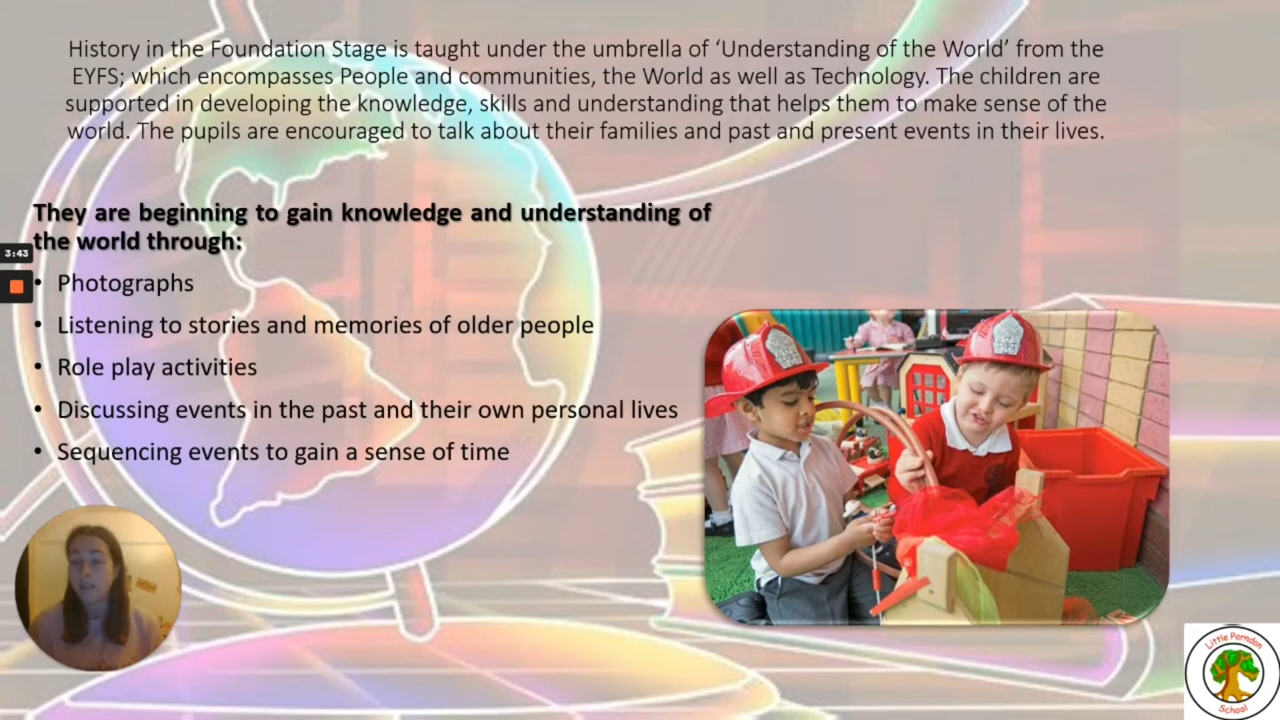 History in the Foundation Stage is taught under the umbrella of ‘Understanding of the World’ from the
EYFS; which encompasses People and communities, the World as well as Technology. The children are
supported in developing the knowledge, skills and understanding that helps them to make sense of the
world. The pupils are encouraged to talk about their families and past and present events in their lives.
They are beginning to gain knowledge and understanding of
the world through:
3:43
• Photographs
• Listening to stories and memories of older people
• Role play activities
• Discussing events in the past and their own personal lives
• Sequencing events to gain a sense of time
Little Parndon
School